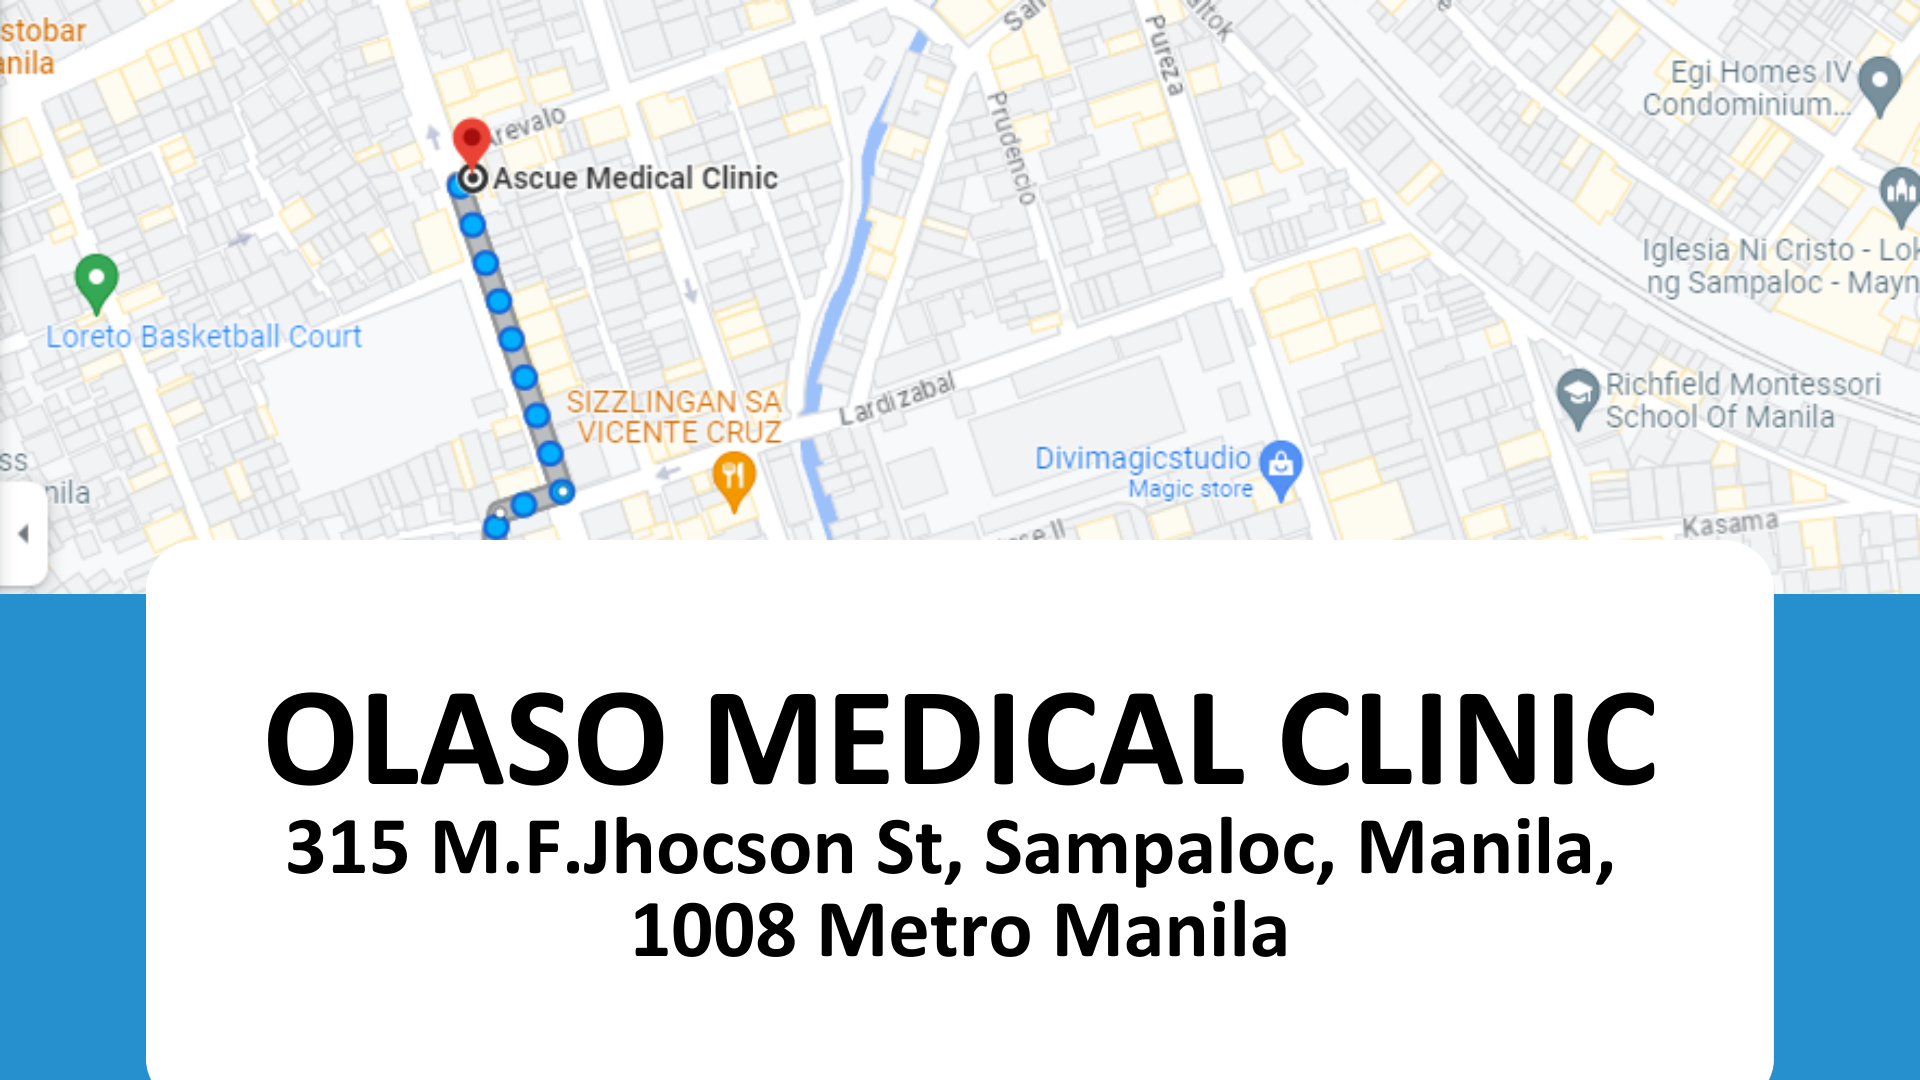 stobar
anila
San
Pureza
altok
Egi Homes IV
Condominium...
Arevalo
Prudencio
Ascue Medical Clinic
Iglesia Ni Cristo - Lok
ng Sampaloc - Mayn
Loreto Basketball Court
SIZZLINGAN SA
VICENTE CRUZ
Lardizabal
Richfield Montessori
School Of Manila
ss
nila
Divimagicstudio
Magic store
Kasama
OLASO MEDICAL CLINIC
315 M.F.Jhocson St, Sampaloc, Manila,
1008 Metro Manila